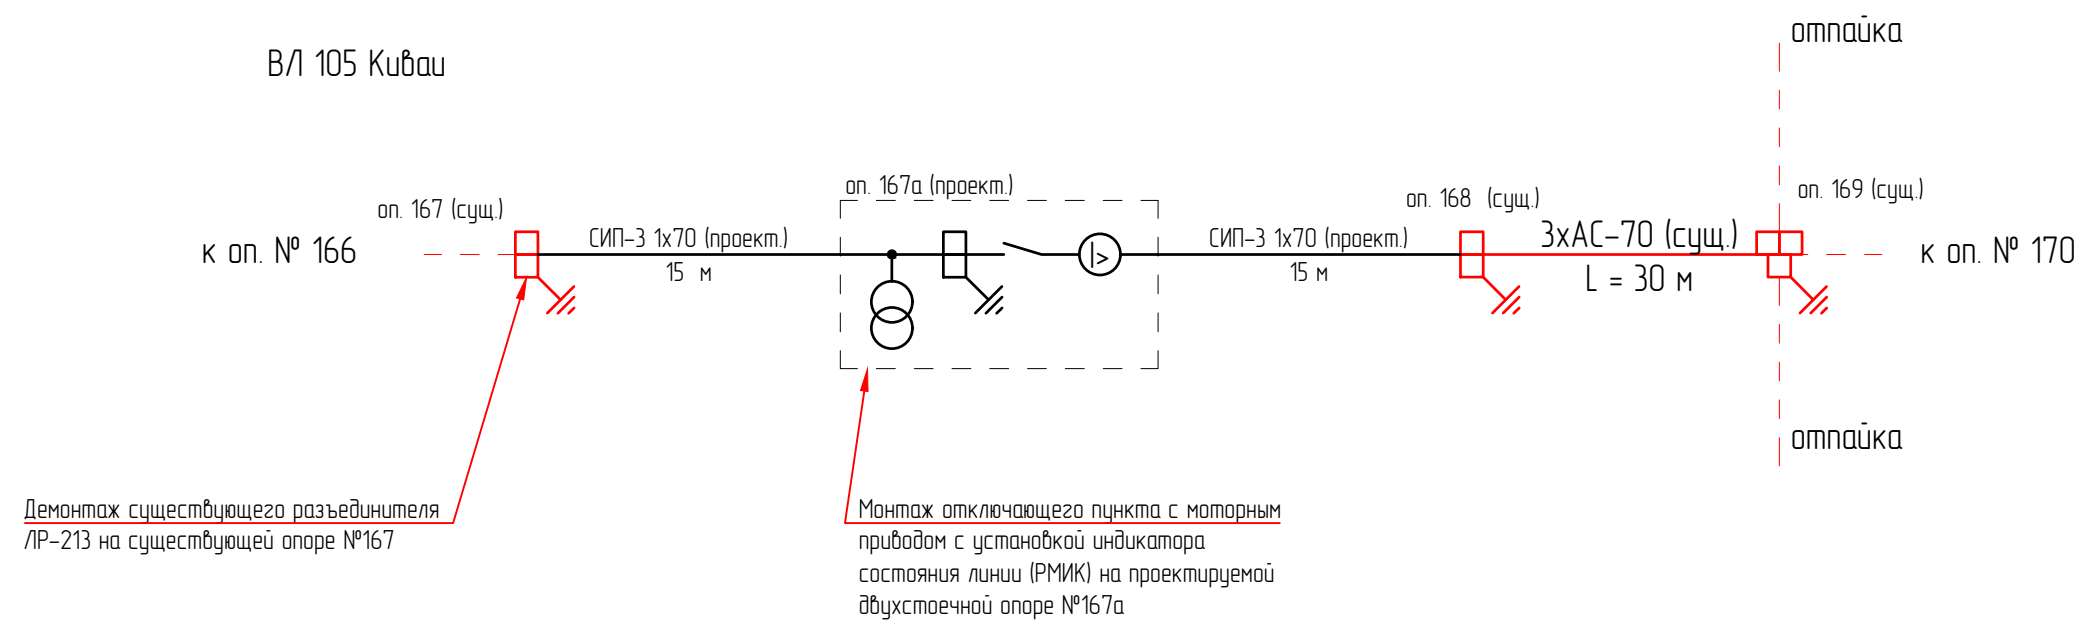 отпайка
ВЛ 105 Киваи
оп. 167а (проект.)
оп. 167 (сущ.)
оп. 168 (сущ.)
оп. 169 (сущ.)
к оп. № 166
СИП-3 1х70 (проект.)
15 м
СИП-3 1х70 (проект.)
15 м
3хАС-70 (сущ.)
L = 30 м
к оп. № 170
отпайка
Демонтаж существующего разъединителя
ЛР-213 на существующей опоре №167
Монтаж отключающего пункта с моторным
приводом с установкой индикатора
состояния линии (РМИК) на проектируемой
двухстоечной опоре №167а